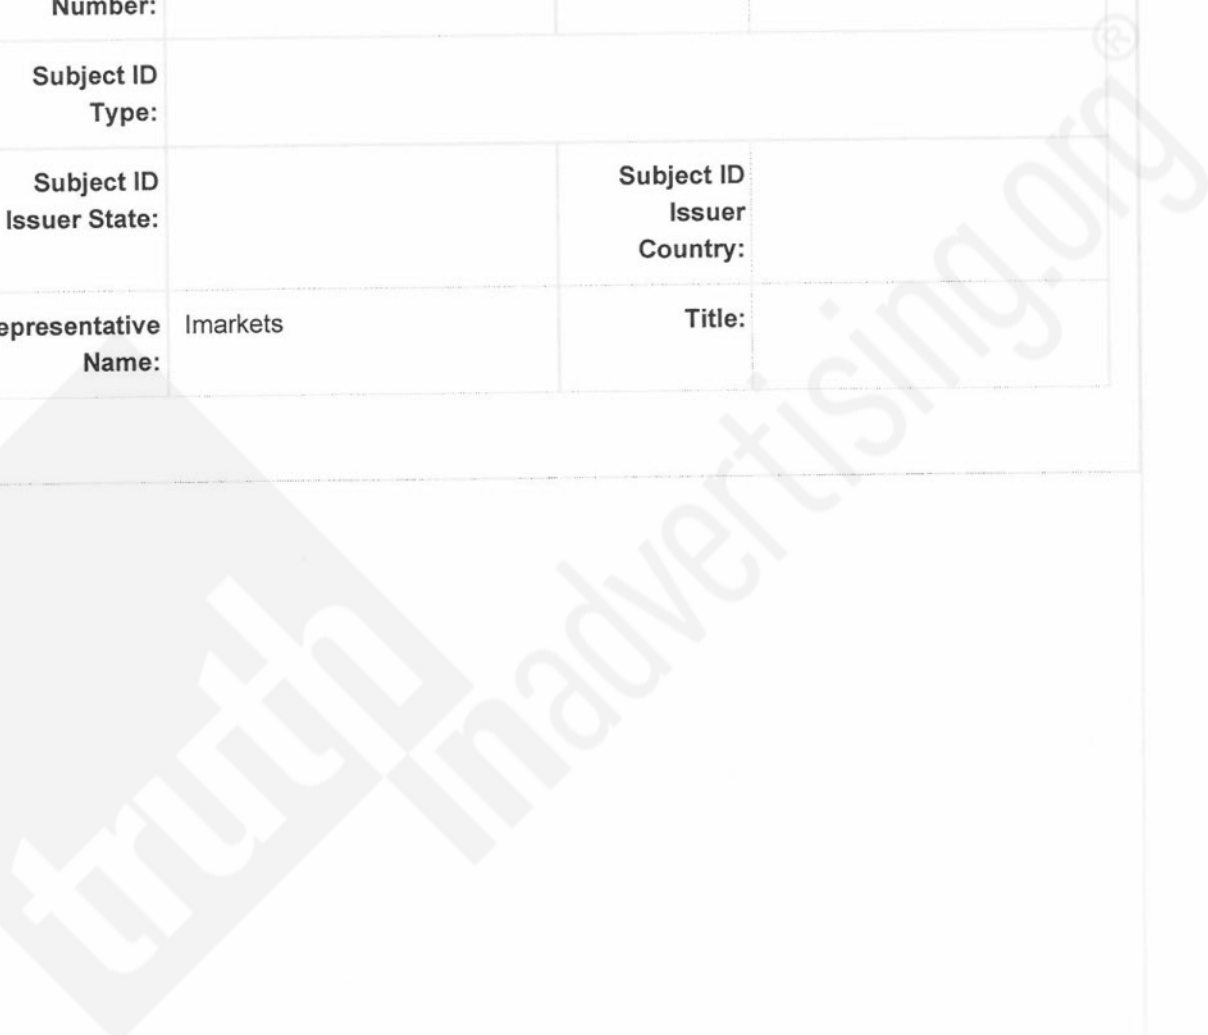 Number:
Subject ID
Type:
Subject ID
Issuer State:
Subject ID
Issuer
Country:
epresentative Imarkets
Name:
Title:
truth
inadvertising.org®